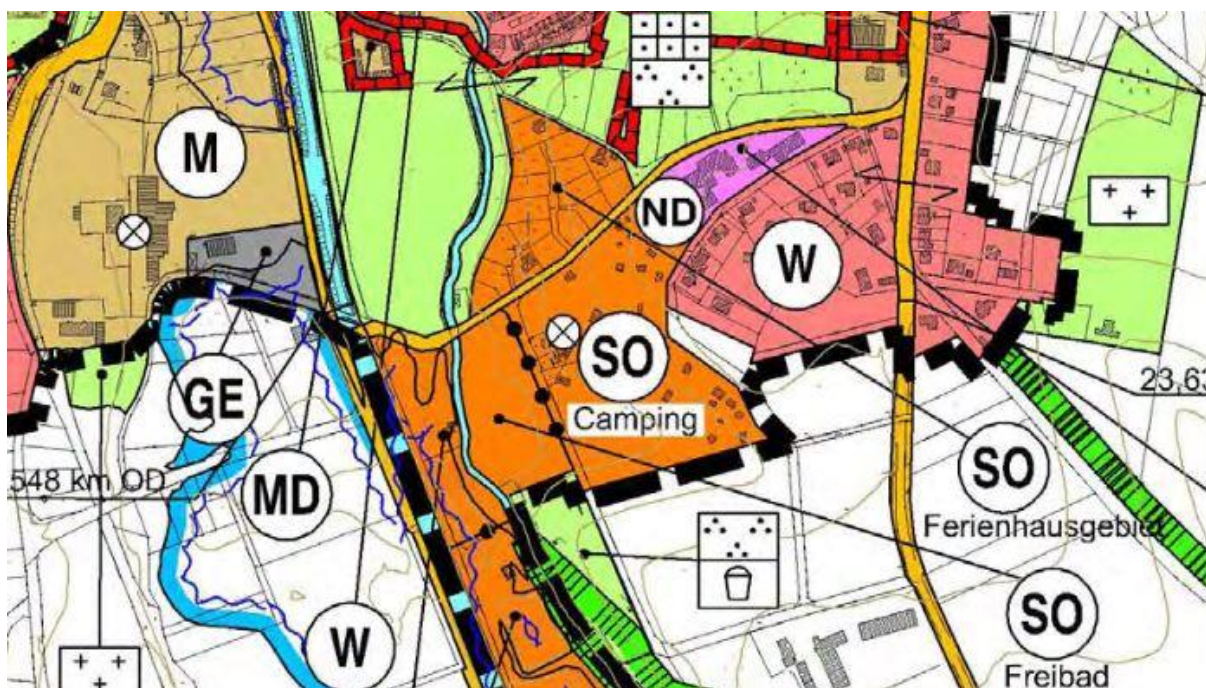 M
ND
W
GE
SO
Camping
23,63
548 km OD
MD
SO
Ferienhausgebiet
W
SO
Freibad